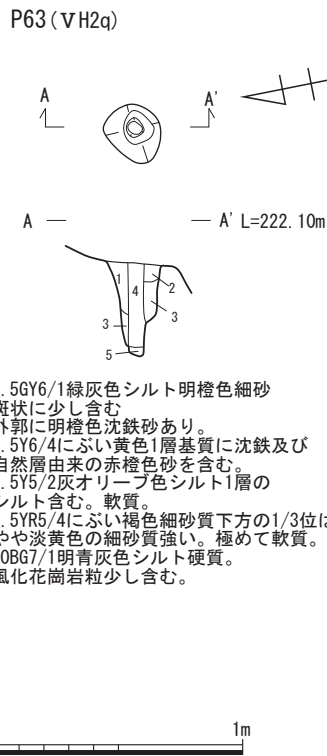 P63(ⅤH2q)
A
A'
A
A' L=222.10m
1
2
4
3
3
5
.5GY6/1緑灰色シルト明橙色細砂
斑状に少し含む
外郭に明橙色沈鉄砂あり。
.5Y6/4にぶい黄色1層基質に沈鉄及び
自然層由来の赤橙色砂を含む。
.5Y5/2灰オリーブ色シルト1層の
シルト含む。軟質。
.5YR5/4にぶい褐色細砂質下方の1/3位は
やや淡黄色の細砂質強い。極めて軟質。
0BG7/1明青灰色シルト硬質。
風化花崗岩粒少し含む。
1m